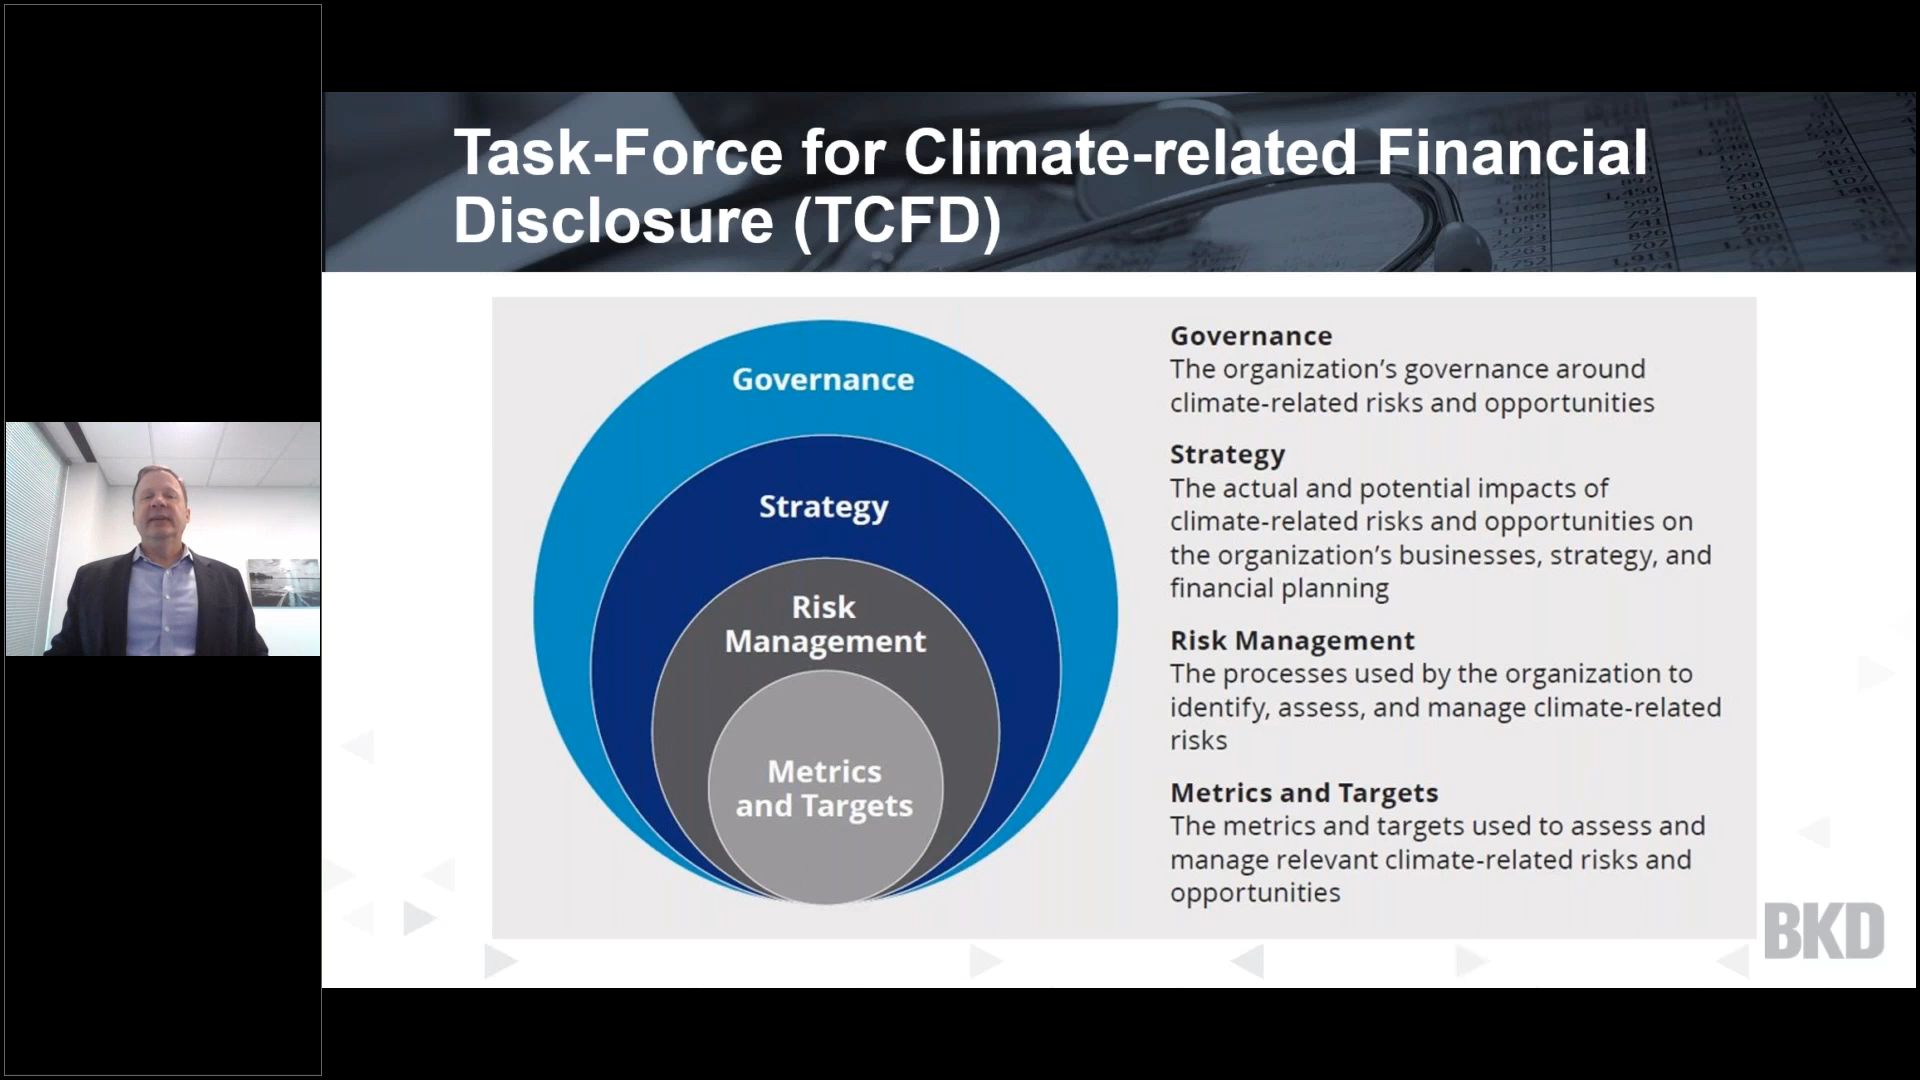 Task-Force for Climate-related Financial
Disclosure (TCFD)
Governance
Strategy
Risk
Management
Metrics
and Targets
Governance
The organization’s governance around
climate-related risks and opportunities
Strategy
The actual and potential impacts of
climate-related risks and opportunities on
the organization’s businesses, strategy, and
financial planning
Risk Management
The processes used by the organization to
identify, assess, and manage climate-related
risks
Metrics and Targets
The metrics and targets used to assess and
manage relevant climate-related risks and
opportunities
BKD